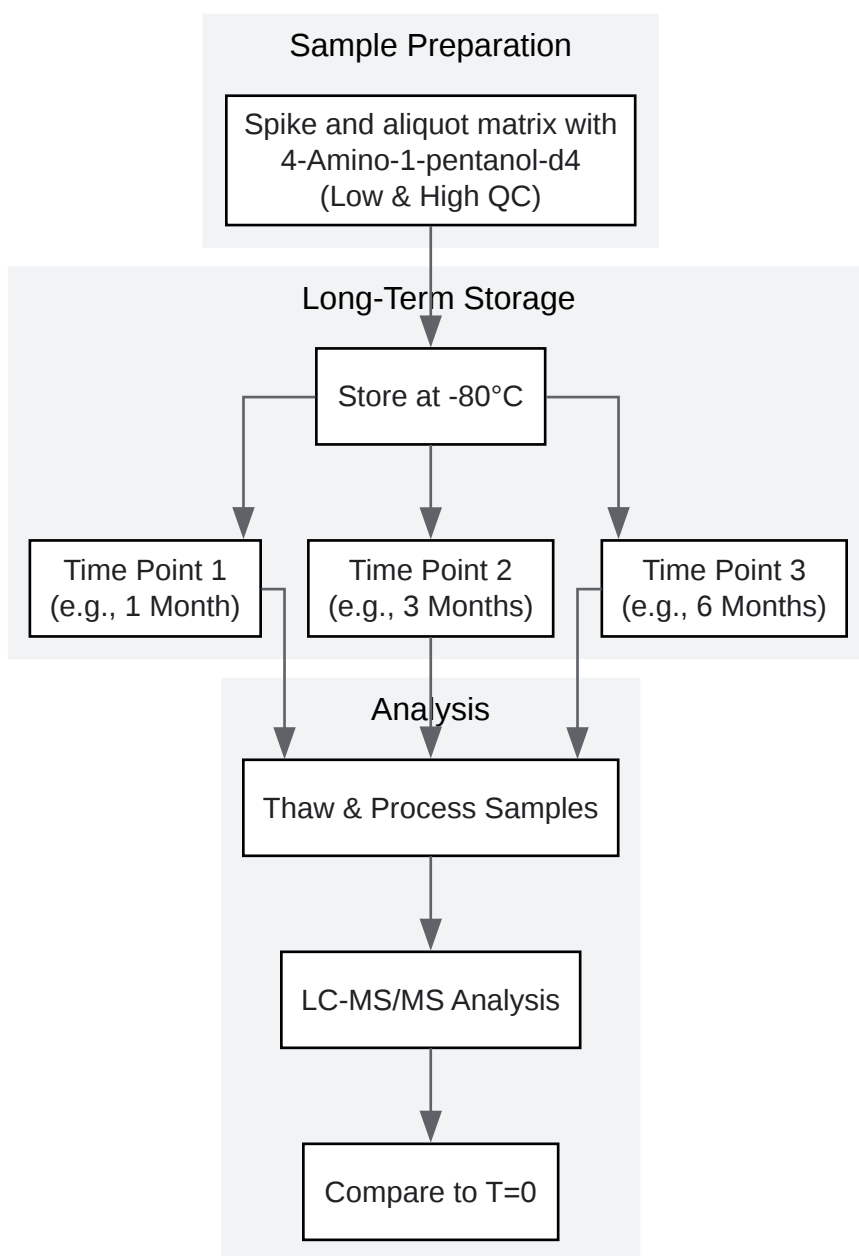 Sample Preparation
Spike and aliquot matrix with
4-Amino-1-pentanol-d4
(Low & High QC)
Long-Term Storage
Store at -80°C
Time Point 1
(e.g., 1 Month)
Time Point 2
(e.g., 3 Months)
Time Point 3
(e.g., 6 Months)
Analysis
Thaw & Process Samples
LC-MS/MS Analysis
Compare to T=0